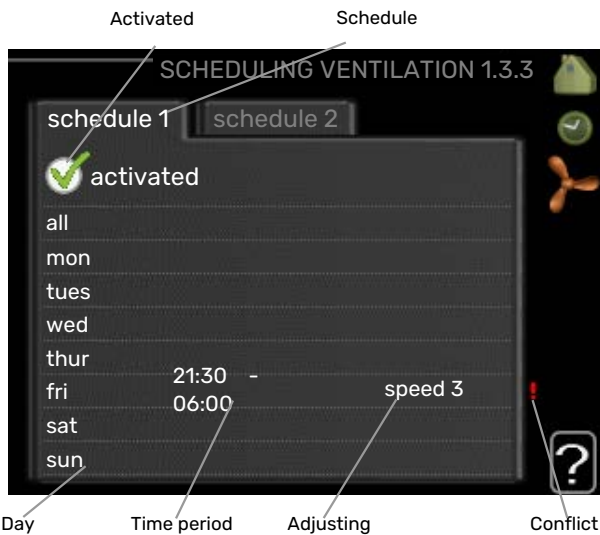 Activated Schedule
SCHEDULING VENTILATION 1.3.3
schedule 1 schedule 2
activated
all
mon
tues
wed
thur
fri 21:30 - speed 3 !
06:00
sat
sun
?
Day Time period Adjusting Conflict